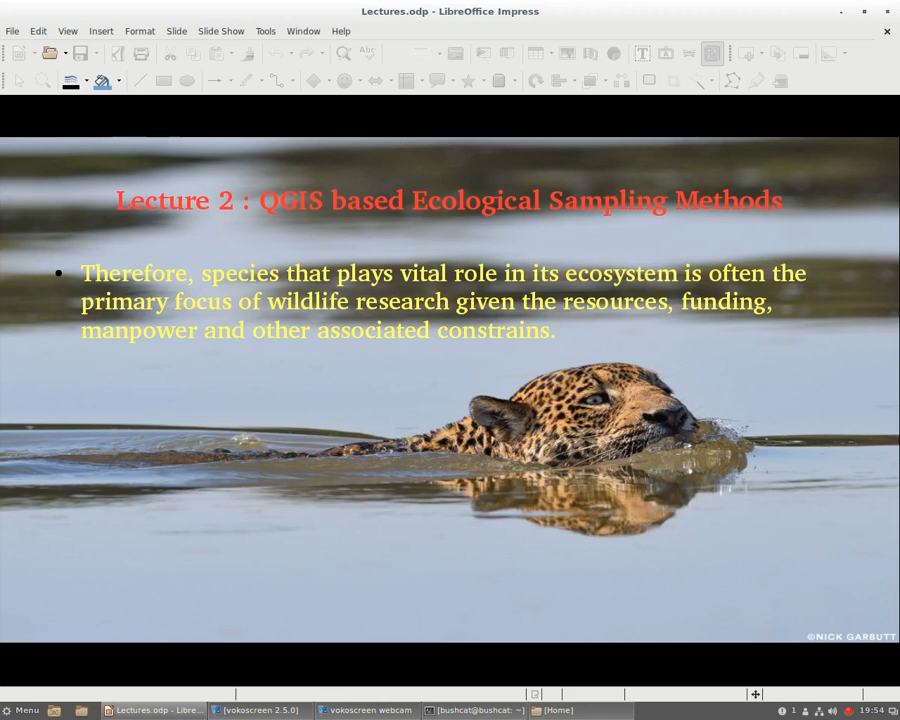 Lectures.odp - LibreOffice Impress
File Edit View Insert Format Slide Slide Show Tools Window Help
Abc
Lecture 2 : QGIS based Ecological Sampling Methods
• Therefore, species that plays vital role in its ecosystem is often the
primary focus of wildlife research given the resources, funding,
manpower and other associated constrains.
©NICK GARBUTT
Menu Lectures.odp - Libre... [vokoscreen 2.5.0] vokoscreen webcam [bushcat@bushcat: ~] [Home] 1 19:54